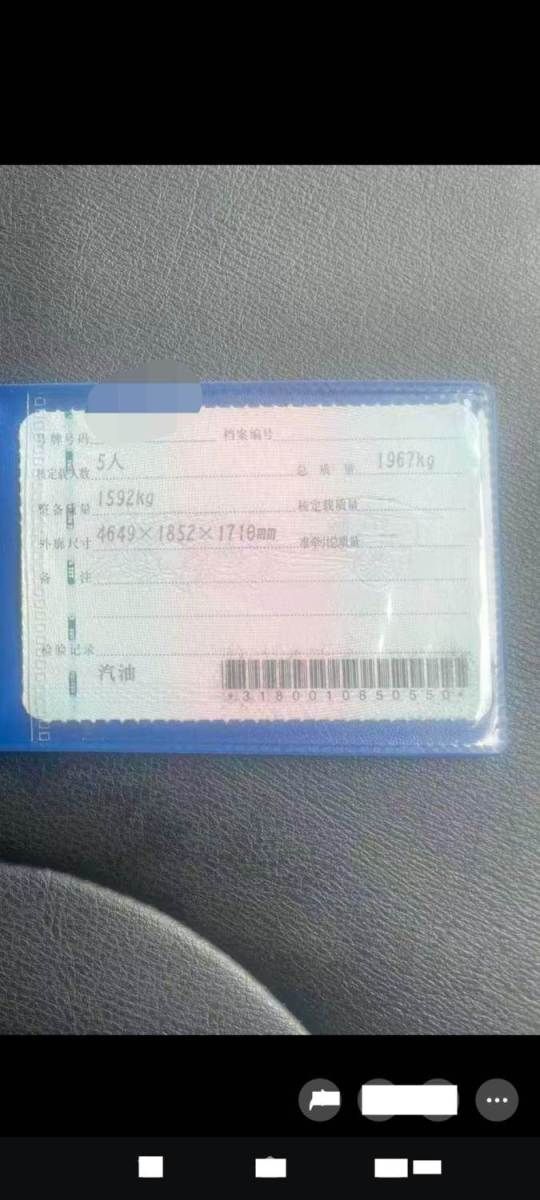 号牌号码 档案编号
核定载人数 5人 总质量 1967kg
整备质量 1592kg 核定载质量 --
外廓尺寸 4649×1852×1710mm 准牵引总质量 --
备注
检验记录
汽油
*3180010650550*